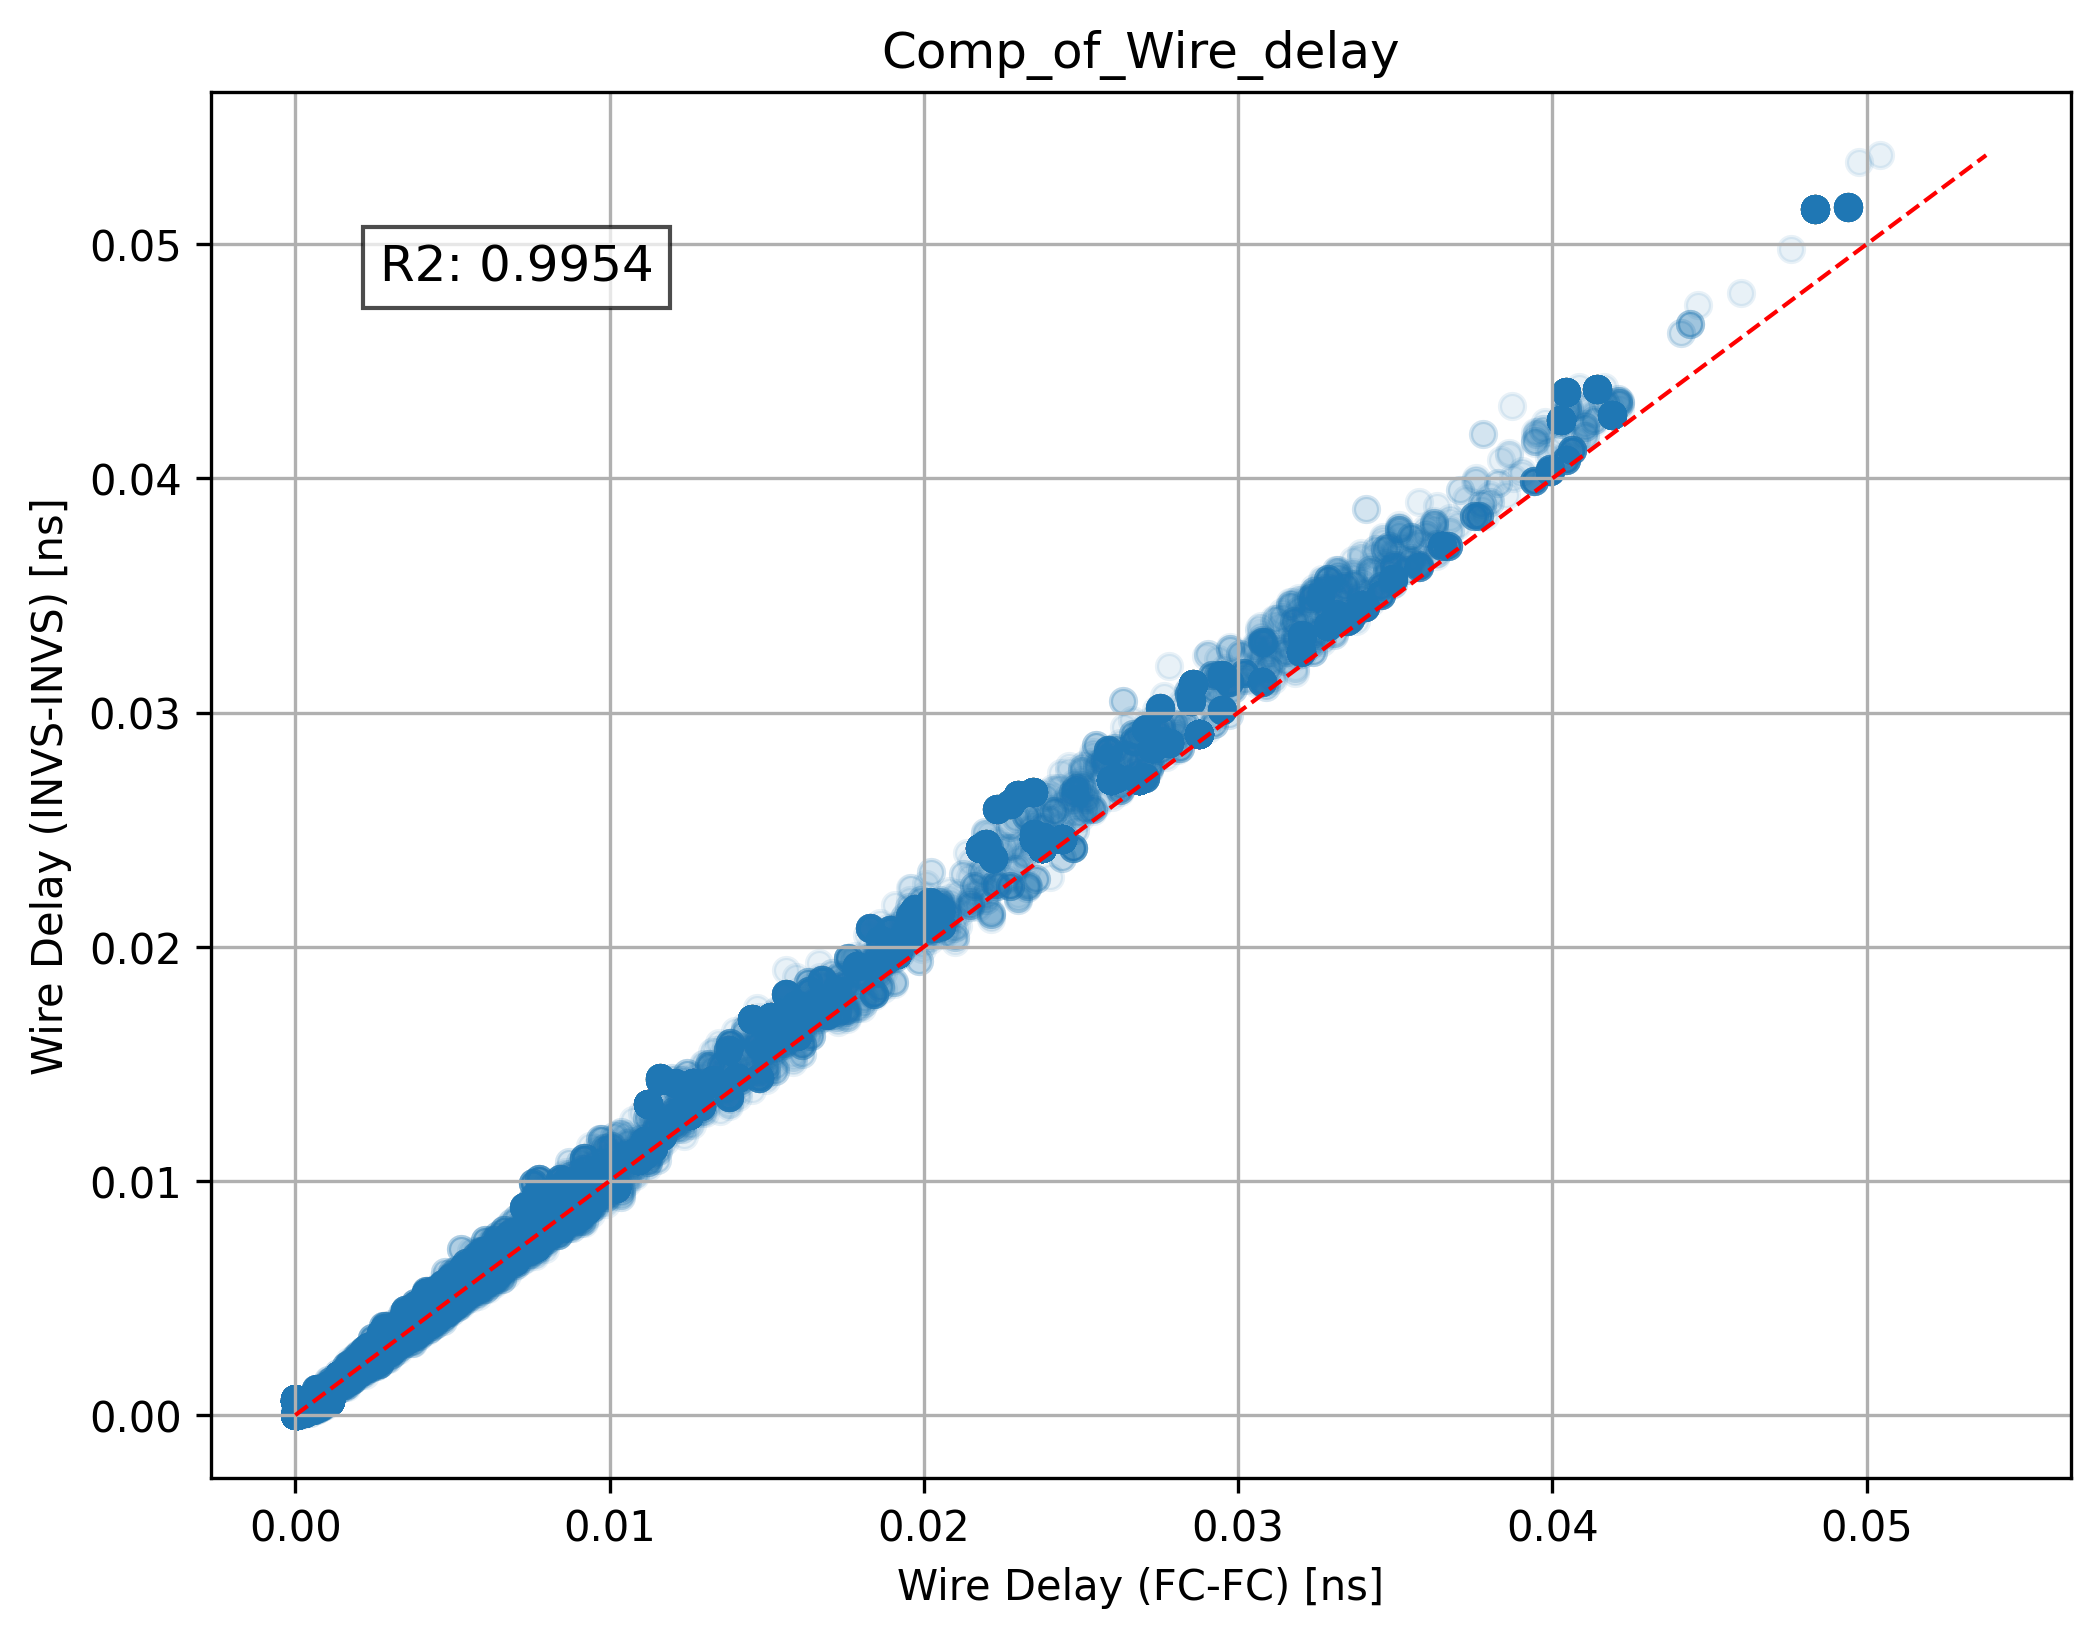 Comp_of_Wire_delay
R2: 0.9954
Wire Delay (INVS-INVS) [ns]
0.05
0.04
0.03
0.02
0.01
0.00
0.00 0.01 0.02 0.03 0.04 0.05
Wire Delay (FC-FC) [ns]